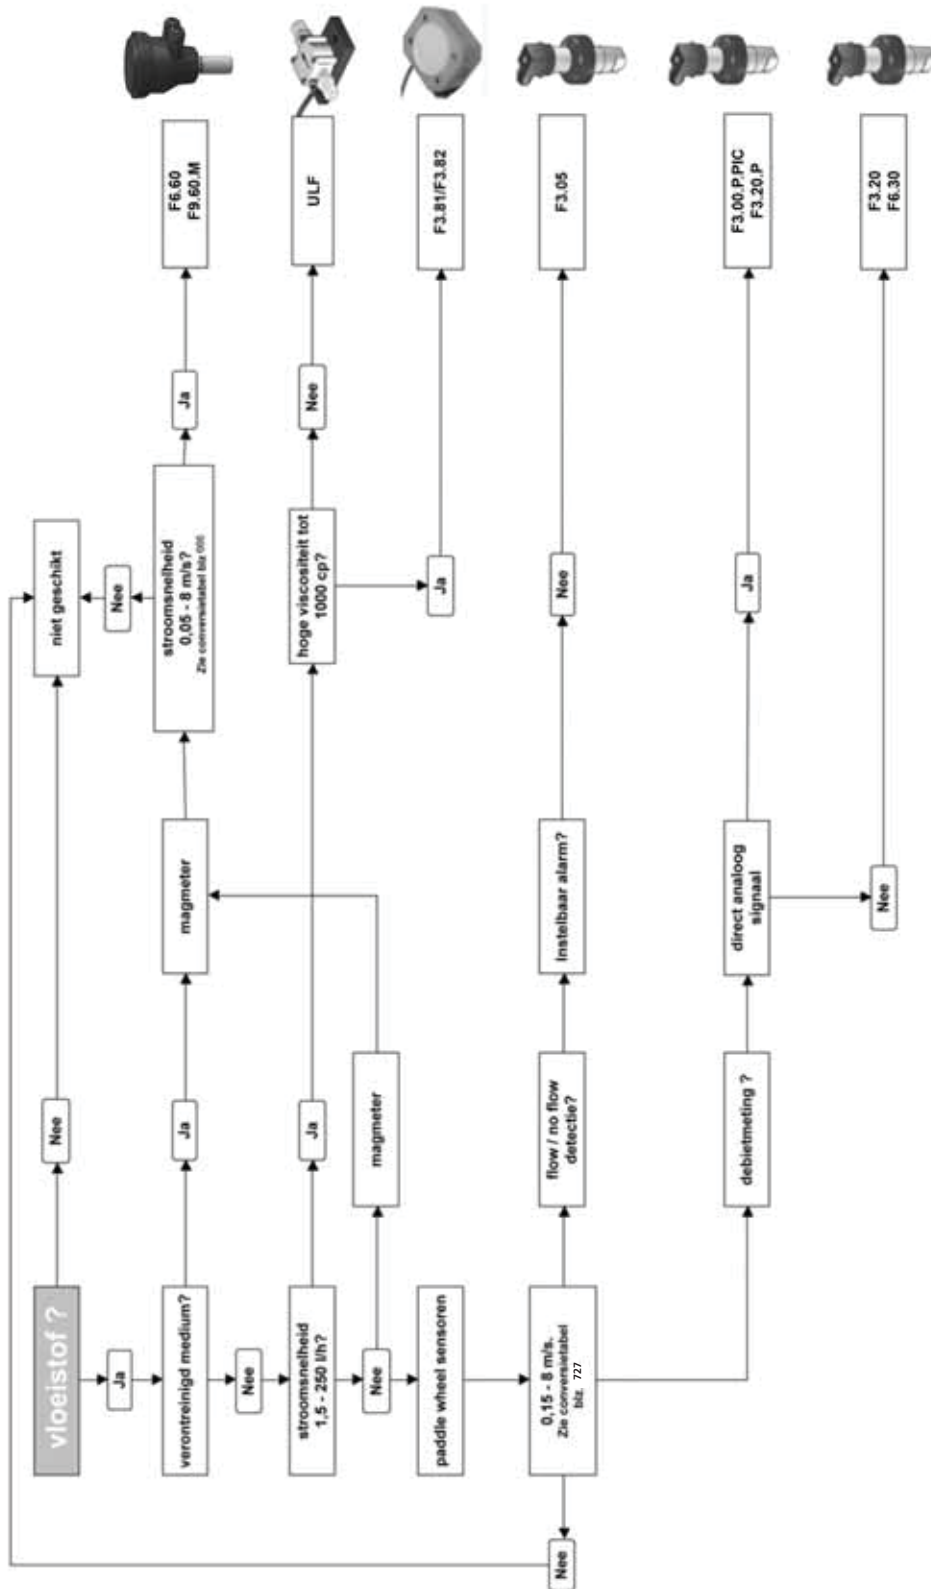 vloeistof ?
Nee
niet geschikt
Ja
Nee
verontreinigd medium?
Ja
magmeter
stroomsnelheid
0,05 - 8 m/s?
Zie conversietabel blz
Ja
F6.60
F9.60.M
Nee
stroomsnelheid
1,5 - 250 l/h?
Ja
hoge viscositeit tot
1000 cp?
Nee
ULF
Nee
magmeter
paddle wheel sensoren
Ja
F3.81/F3.82
Nee
0,15 - 8 m/s.
Zie conversietabel
blz. 727
flow / no flow
detectie?
Instelbaar alarm?
Nee
F3.05
debietmeting ?
direct analoog
signaal
Ja
F3.00.P.PIC
F3.20.P
Nee
F3.20
F6.30